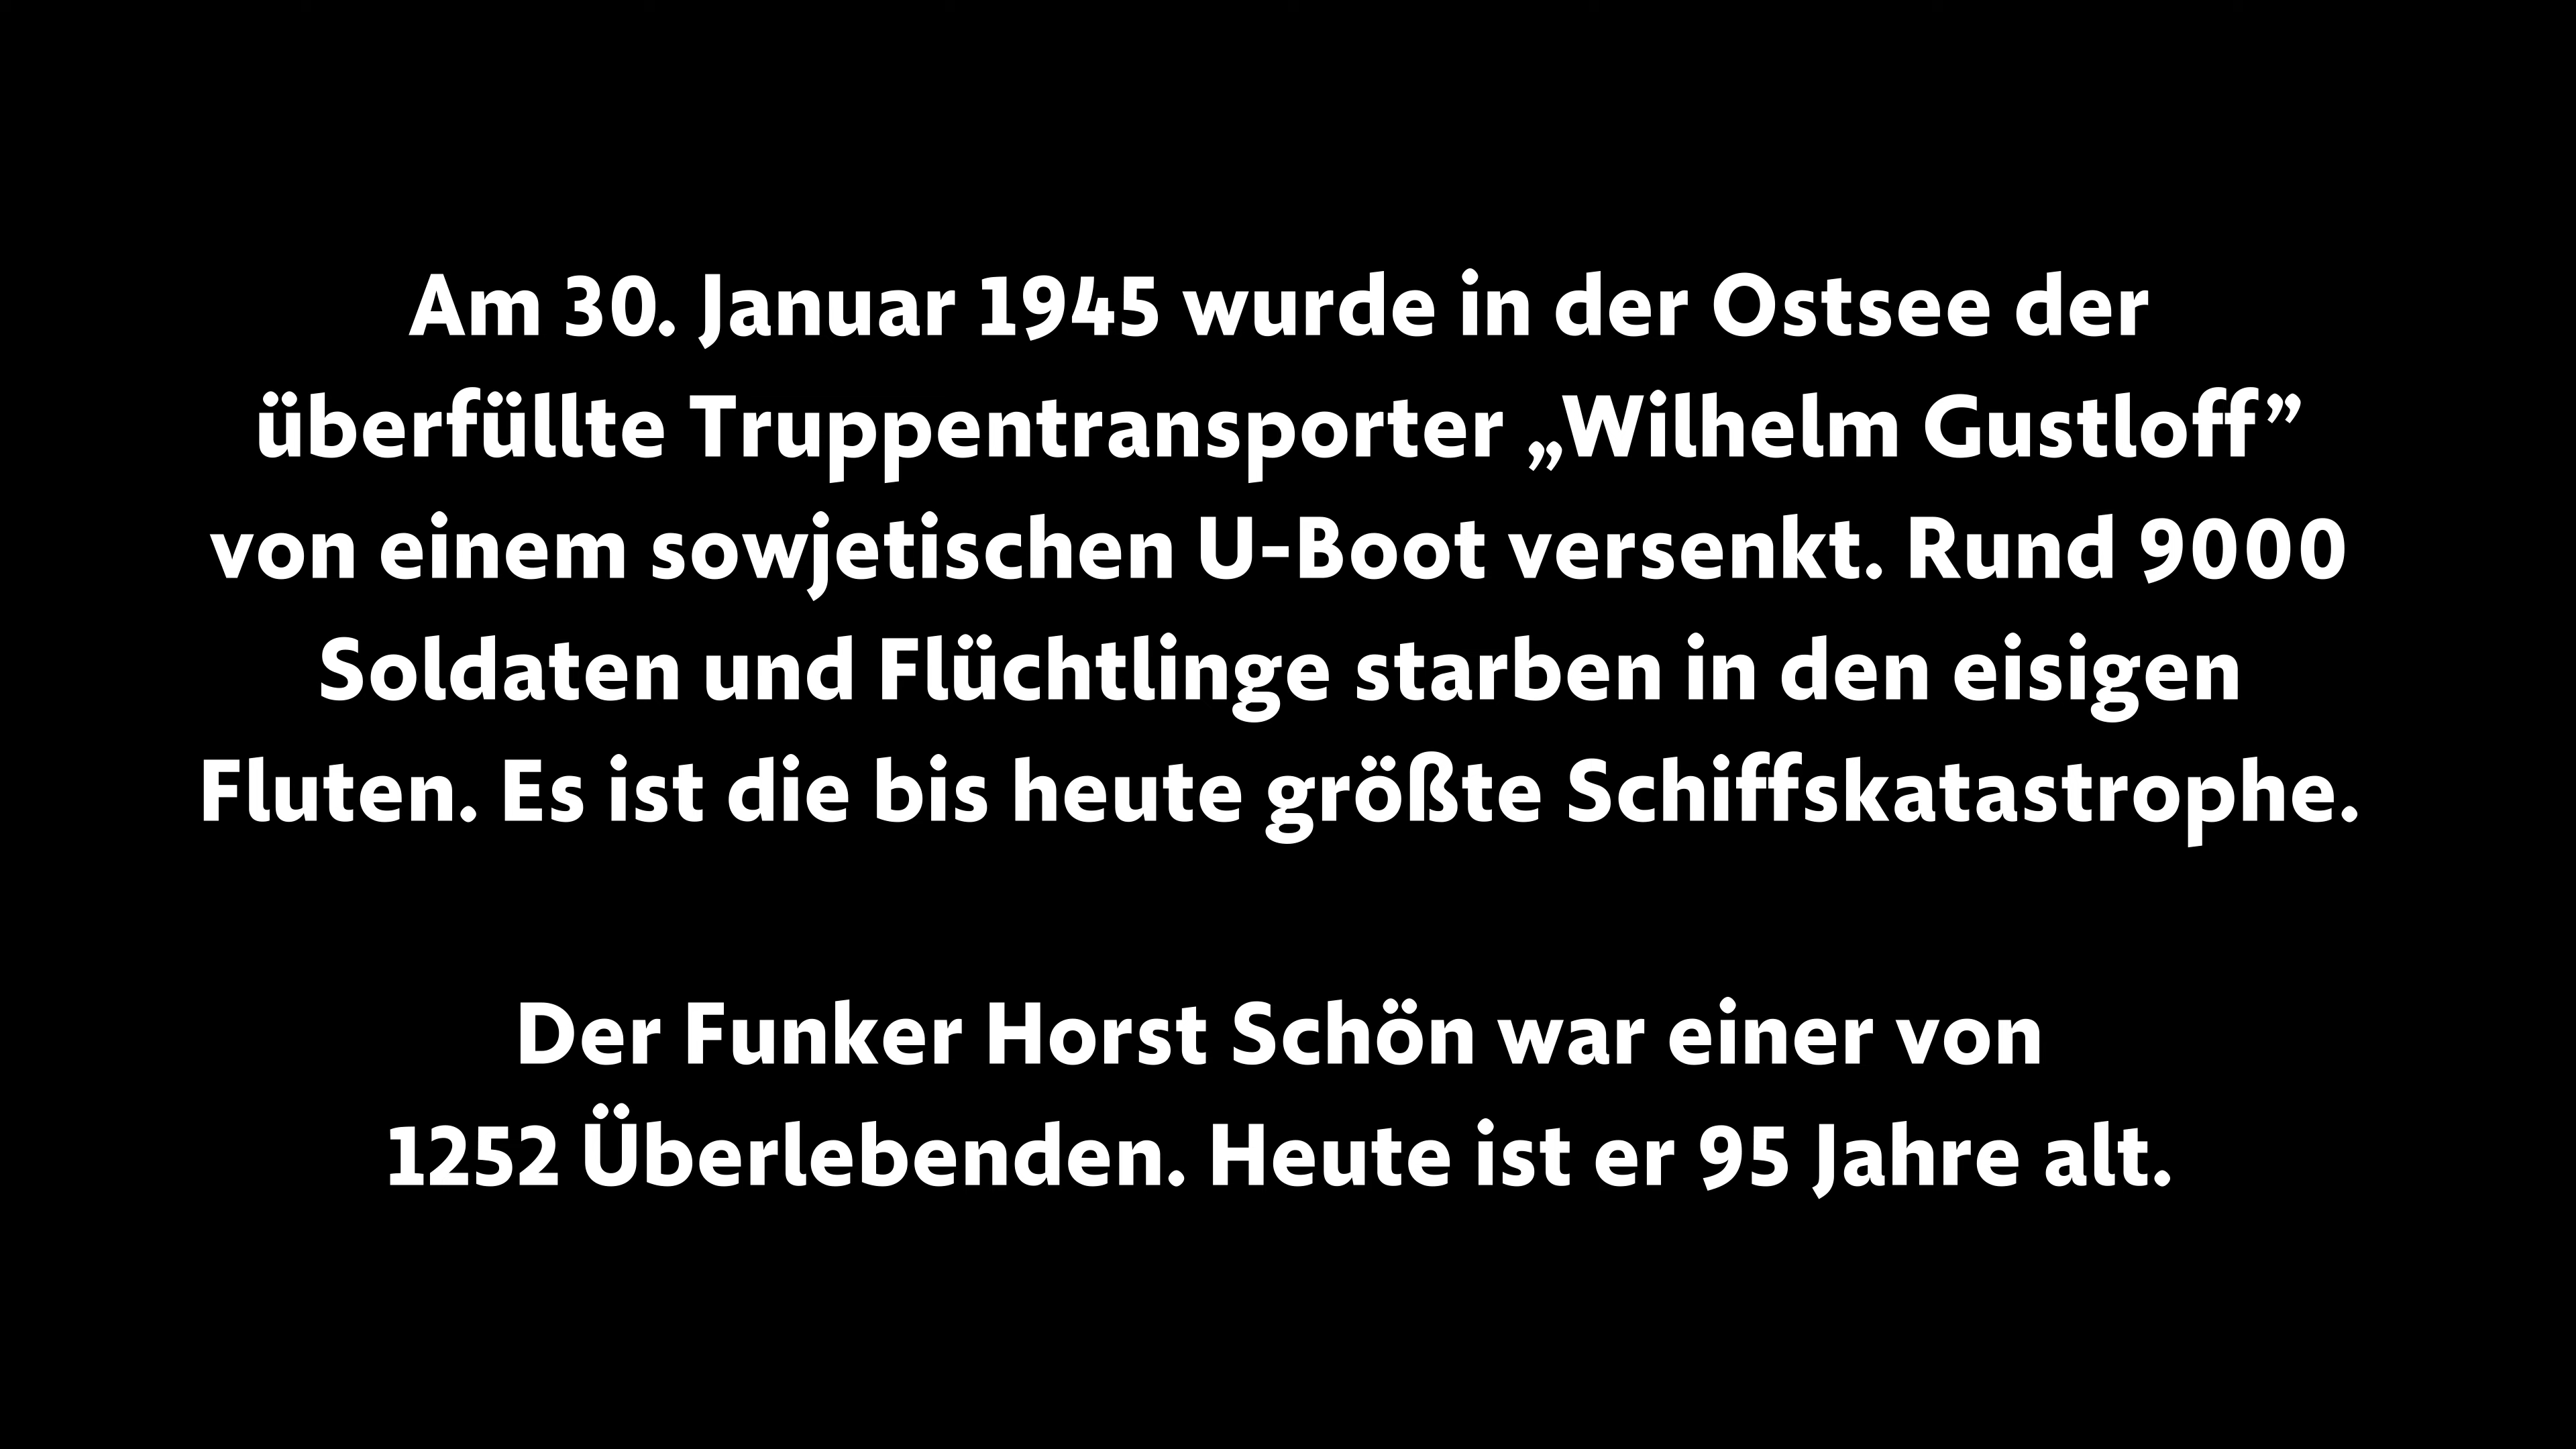 Am 30. Januar 1945 wurde in der Ostsee der
überfüllte Truppentransporter „Wilhelm Gustloff”
von einem sowjetischen U-Boot versenkt. Rund 9000
Soldaten und Flüchtlinge starben in den eisigen
Fluten. Es ist die bis heute größte Schiffskatastrophe.
Der Funker Horst Schön war einer von
1252 Überlebenden. Heute ist er 95 Jahre alt.